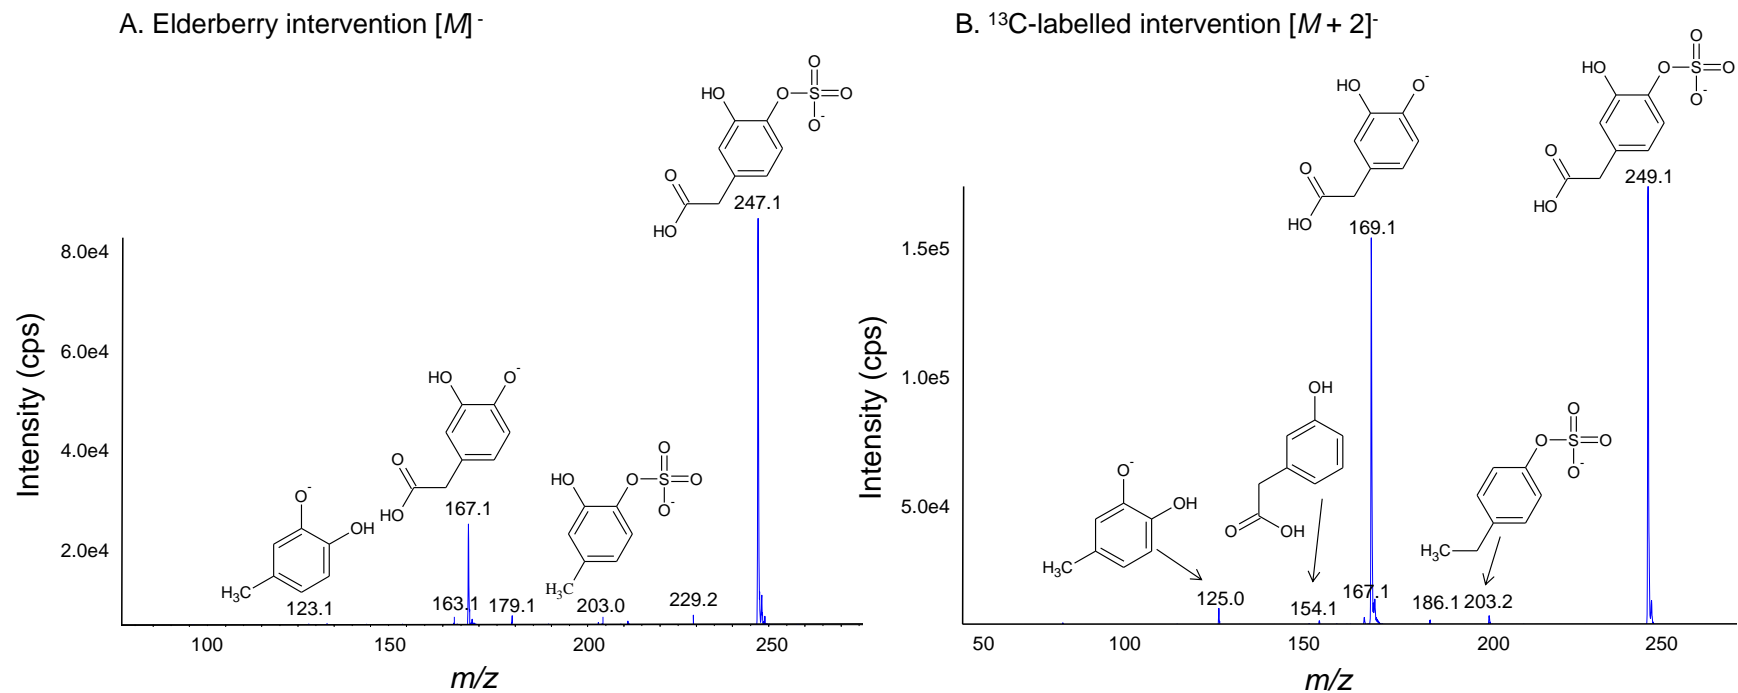 A. Elderberry intervention [M]-
8.0e4
6.0e4
4.0e4
2.0e4
Intensity (cps)
100
150
200
250
m/z
123.1
163.1
167.1
179.1
203.0
229.2
247.1
O-
OH
H3C
HO
O-
O
HO
HO
O
S
O
O
O-
H3C
HO
O
S
O
O
O-
O
HO
B. 13C-labelled intervention [M + 2]-
1.5e5
1.0e5
5.0e4
Intensity (cps)
50
100
150
200
250
m/z
125.0
154.1
167.1
169.1
186.1
203.2
249.1
O-
OH
H3C
OH
O
OH
HO
O-
O
HO
O
S
O
O
O-
H3C
HO
O
S
O
O
O-
O
HO